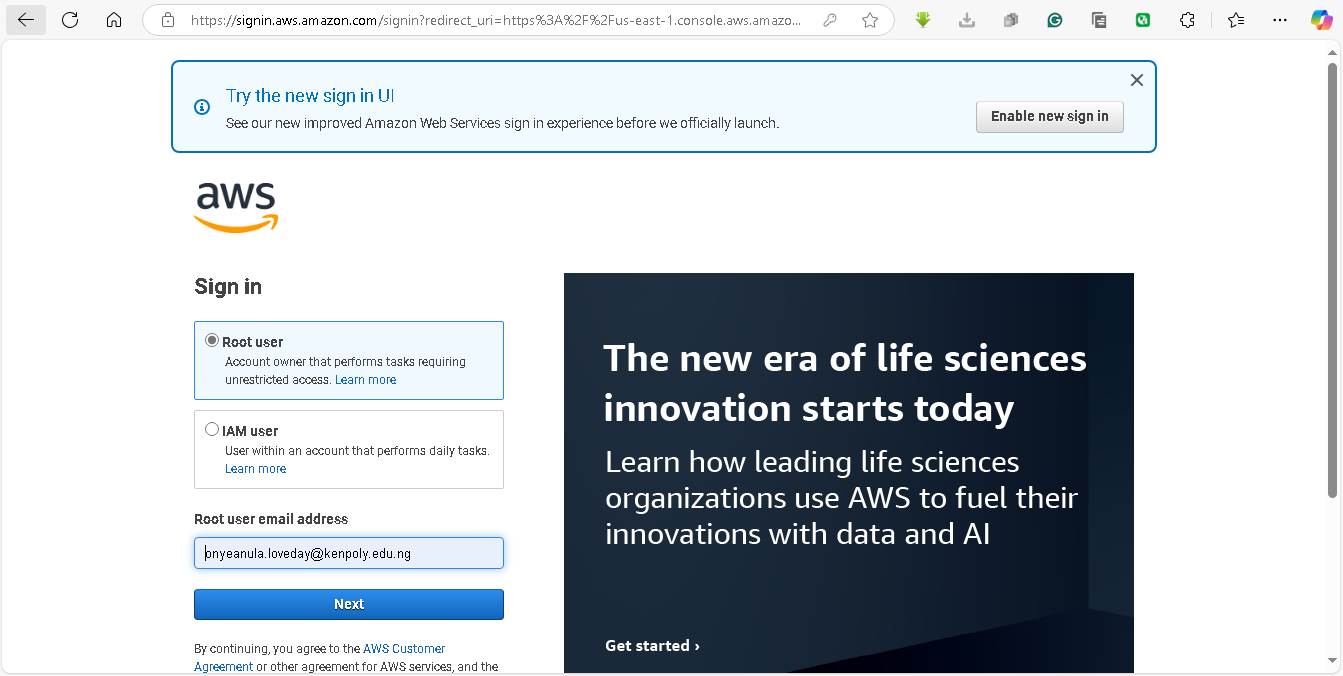 https://signin.aws.amazon.com/signin?redirect_uri=https%3A%2F%2Fus-east-1.console.aws.amazo...
Try the new sign in UI
See our new improved Amazon Web Services sign in experience before we officially launch.
Enable new sign in
aws
Sign in
Root user
Account owner that performs tasks requiring
unrestricted access. Learn more
IAM user
User within an account that performs daily tasks.
Learn more
Root user email address
onyeanula.loveday@kenpoly.edu.ng
Next
By continuing, you agree to the AWS Customer
Agreement or other agreement for AWS services, and the
The new era of life sciences
innovation starts today
Learn how leading life sciences
organizations use AWS to fuel their
innovations with data and AI
Get started ›